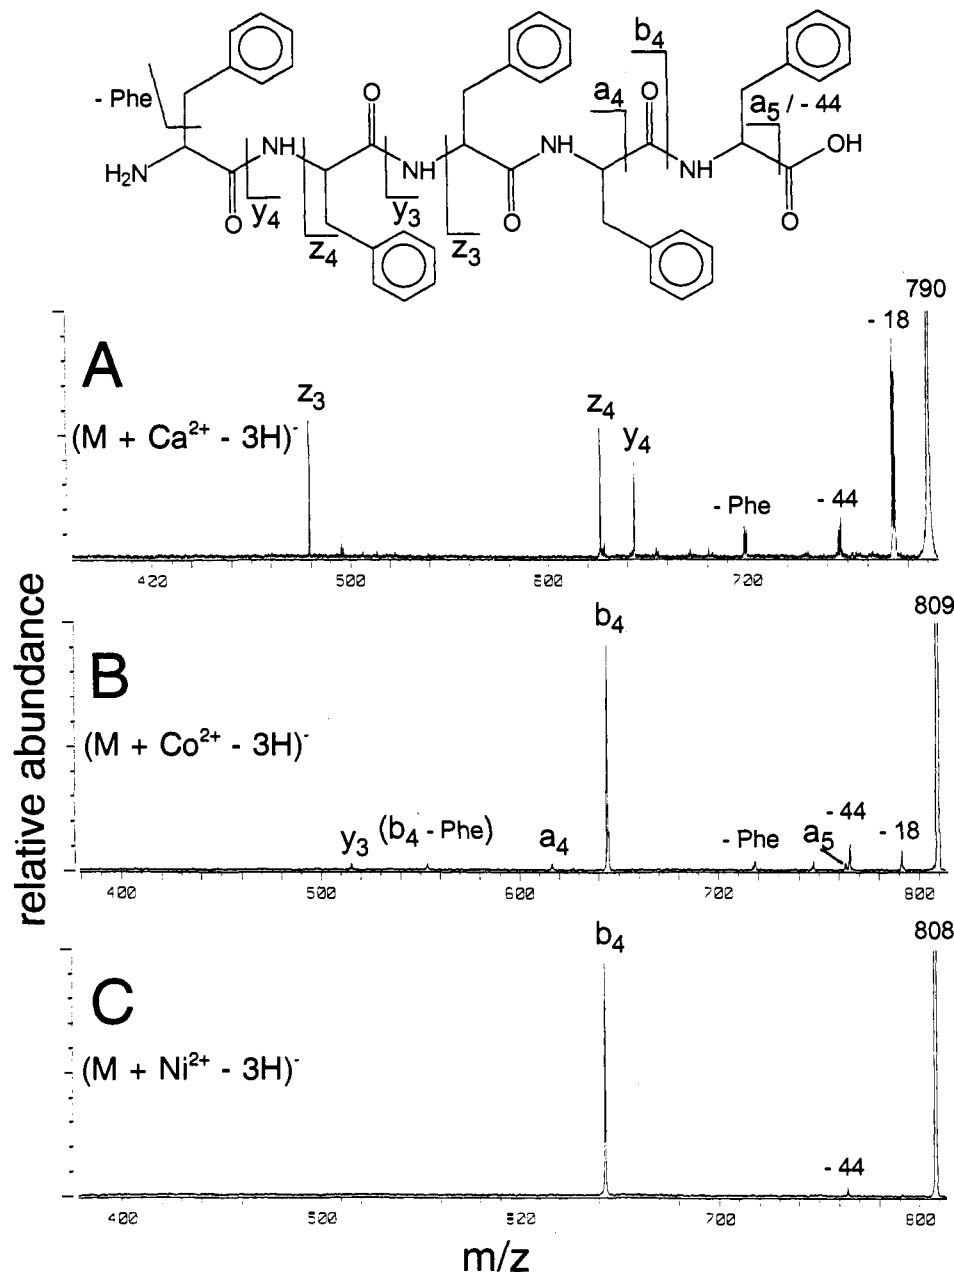 - Phe
H₂N
O
NH
O
NH
NH
O
a₄
b₄
O
NH
a₅ / - 44
OH
O
y₄
z₄
y₃
z₃
relative abundance
A
(M + Ca²⁺ - 3H)⁻
z₃
z₄
y₄
- Phe
- 44
- 18
790
420 500 600 700
B
(M + Co²⁺ - 3H)⁻
y₃
(b₄ - Phe)
a₄
b₄
- Phe
a₅
- 44
- 18
809
400 500 600 700 800
C
(M + Ni²⁺ - 3H)⁻
b₄
- 44
808
400 500 700 800
m/z